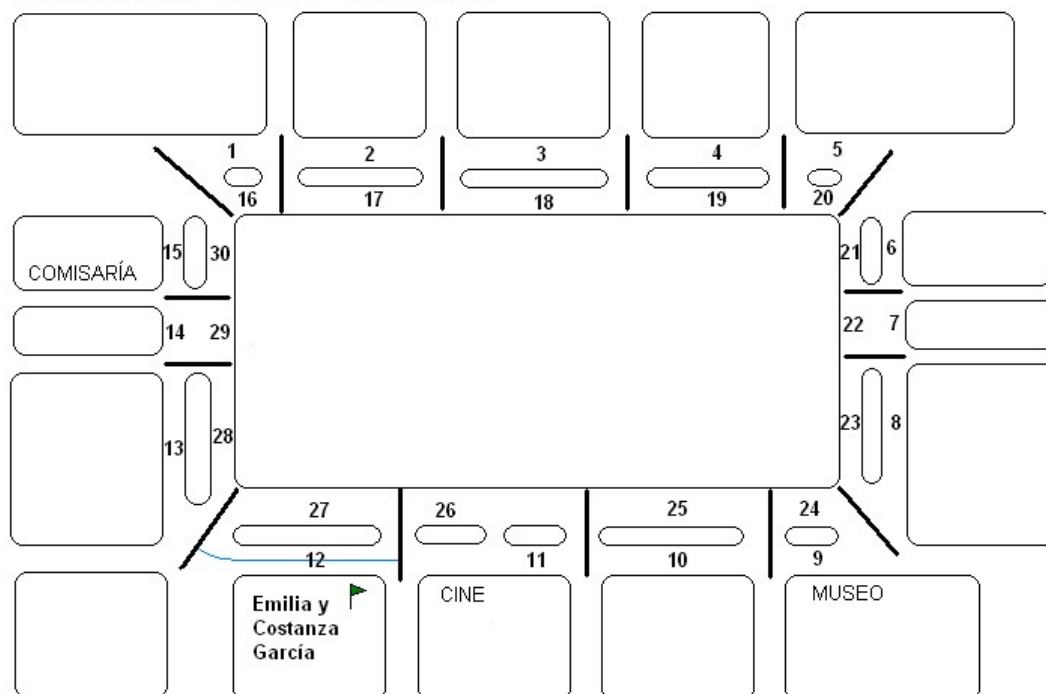 1 2 3 4 5
16 17 18 19 20
15 30 21 6
COMISARÍA
14 29 22 7
13 28 23 8
27 26 25 24
12 11 10 9
Emilia y
Costanza
García
CINE
MUSEO